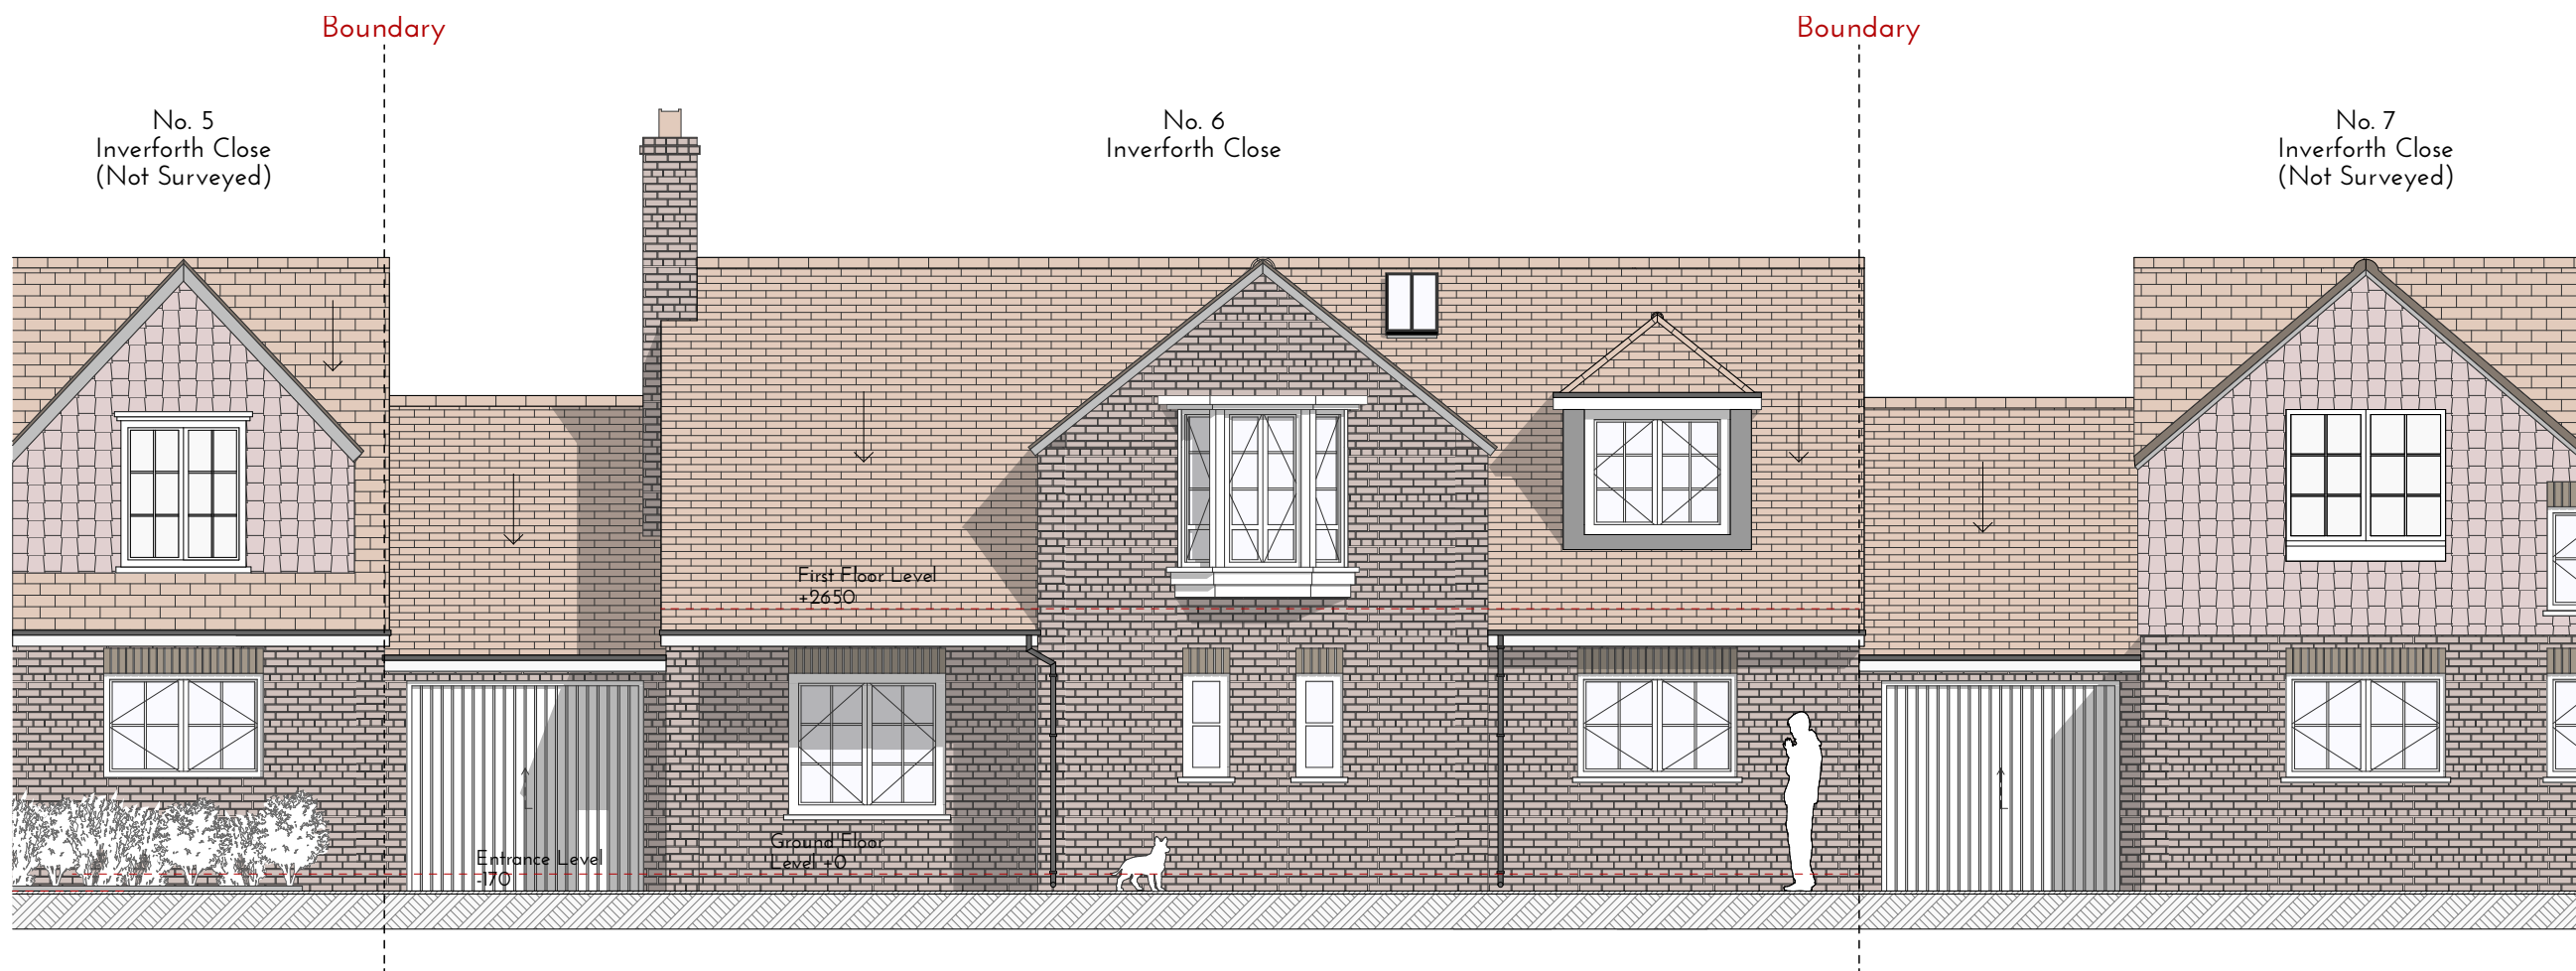 Boundary
Boundary
No. 5
Inverforth Close
(Not Surveyed)
No. 6
Inverforth Close
No. 7
Inverforth Close
(Not Surveyed)
First Floor Level
+2650
Ground Floor
Level +0
Entrance Level
-170